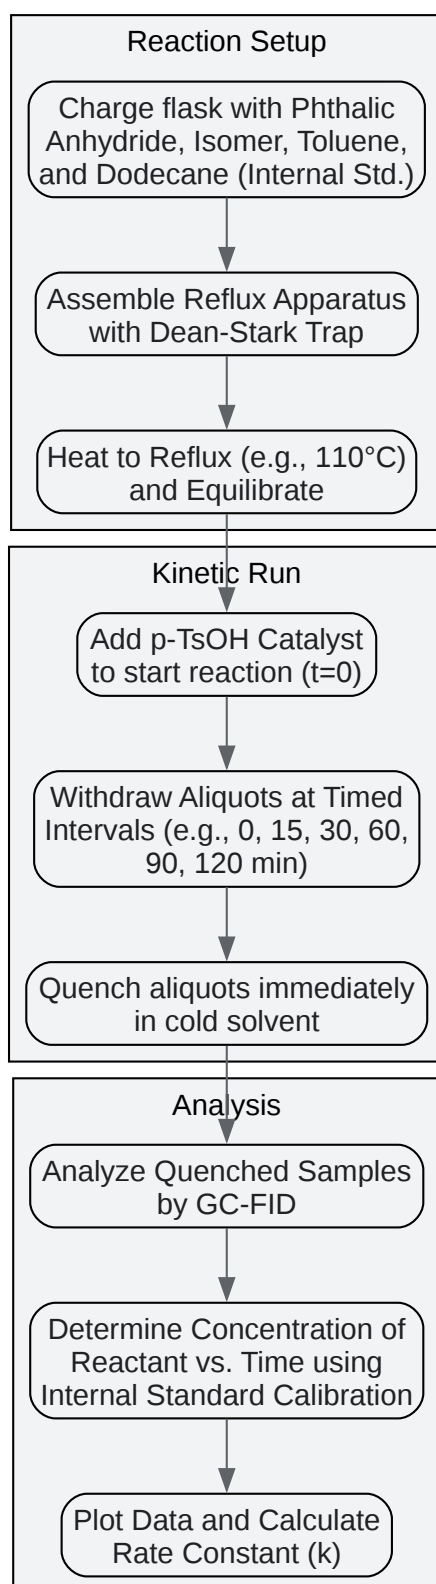 Reaction Setup
Charge flask with Phthalic
Anhydride, Isomer, Toluene,
and Dodecane (Internal Std.)
Assemble Reflux Apparatus
with Dean-Stark Trap
Heat to Reflux (e.g., 110°C)
and Equilibrate
Kinetic Run
Add p-TsOH Catalyst
to start reaction (t=0)
Withdraw Aliquots at Timed
Intervals (e.g., 0, 15, 30, 60,
90, 120 min)
Quench aliquots immediately
in cold solvent
Analysis
Analyze Quenched Samples
by GC-FID
Determine Concentration of
Reactant vs. Time using
Internal Standard Calibration
Plot Data and Calculate
Rate Constant (k)